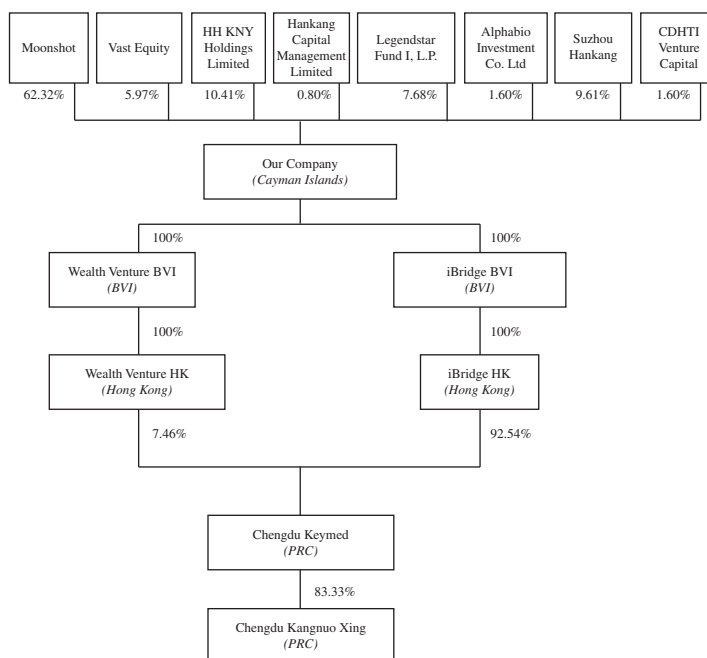 Moonshot
Vast Equity
HH KNY
Holdings
Limited
Hankang
Capital
Management
Limited
Legendstar
Fund I, L.P.
Alphabio
Investment
Co. Ltd
Suzhou
Hankang
CDHTI
Venture
Capital
62.32%
5.97%
10.41%
0.80%
7.68%
1.60%
9.61%
1.60%
Our Company
(Cayman Islands)
100%
100%
Wealth Venture BVI
(BVI)
iBridge BVI
(BVI)
100%
100%
Wealth Venture HK
(Hong Kong)
iBridge HK
(Hong Kong)
7.46%
92.54%
Chengdu Keymed
(PRC)
83.33%
Chengdu Kangnuo Xing
(PRC)